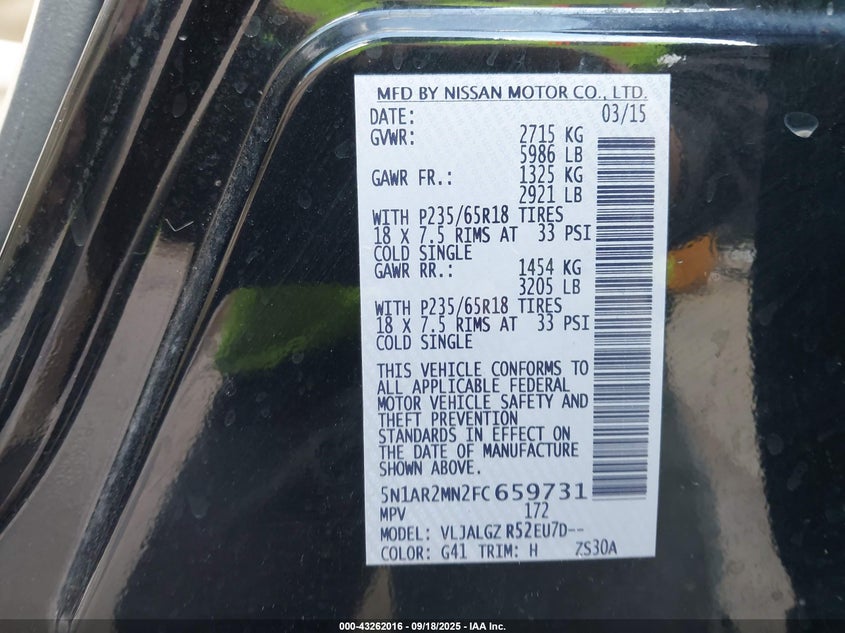 MFD BY NISSAN MOTOR CO., LTD.
DATE: 03/15
GVWR: 2715 KG
5986 LB
GAWR FR.: 1325 KG
2921 LB
WITH P235/65R18 TIRES
18 X 7.5 RIMS AT 33 PSI
COLD SINGLE
GAWR RR.: 1454 KG
3205 LB
WITH P235/65R18 TIRES
18 X 7.5 RIMS AT 33 PSI
COLD SINGLE
THIS VEHICLE CONFORMS TO
ALL APPLICABLE FEDERAL
MOTOR VEHICLE SAFETY AND
THEFT PREVENTION
STANDARDS IN EFFECT ON
THE DATE OF MANUFACTURE
SHOWN ABOVE.
5N1AR2MN2FC659731
MPV 172
MODEL: VLJALGZ R52EU7D--
COLOR: G41 TRIM: H ZS30A
000-43262016 - 09/18/2025 - IAA Inc.